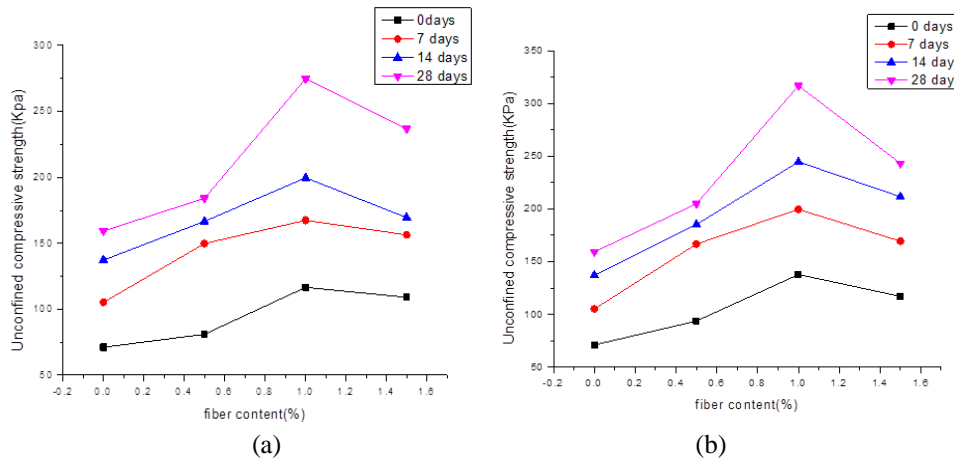 0days
7 days
14 days
28 days
300
250
200
150
100
50
-0.2 0.0 0.2 0.4 0.6 0.8 1.0 1.2 1.4 1.6
Unconfined compressive strength(Kpa)
fiber content(%)
(a)
0 days
7 days
14 day
28 day
350
300
250
200
150
100
50
-0.2 0.0 0.2 0.4 0.6 0.8 1.0 1.2 1.4 1.6
Unconfined compressive strength(KPa)
fiber content(%)
(b)